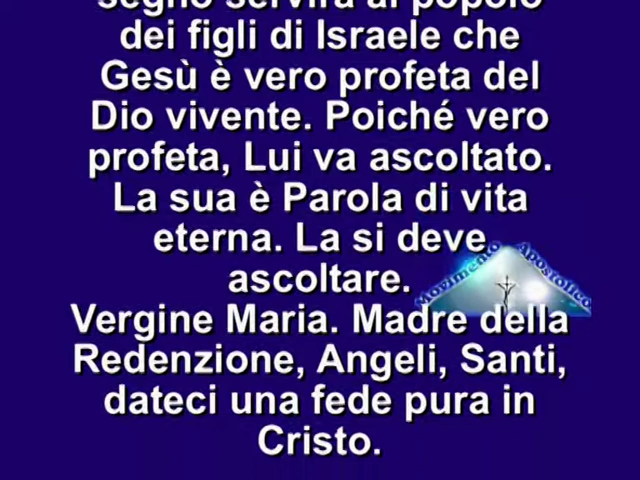 segno servirà al popolo
dei figli di Israele che
Gesù è vero profeta del
Dio vivente. Poiché vero
profeta, Lui va ascoltato.
La sua è Parola di vita
eterna. La si deve
ascoltare.
Movimento Apostolico
Vergine Maria. Madre della
Redenzione, Angeli, Santi,
dateci una fede pura in
Cristo.